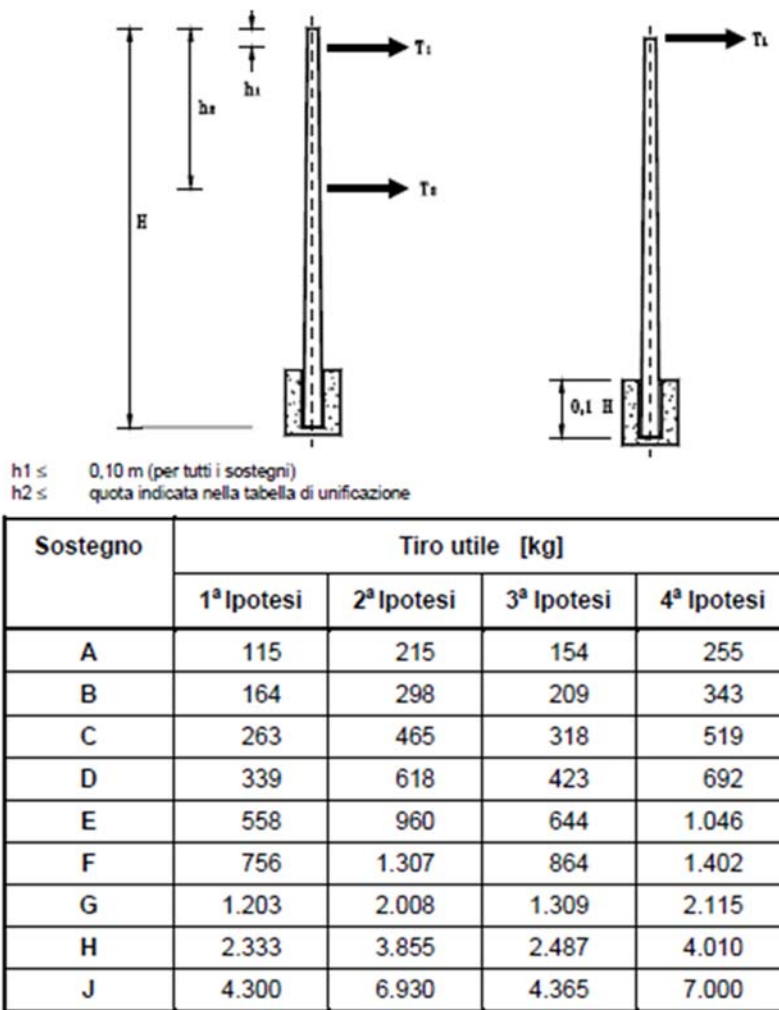 h1
h2
H
T1
T2
T1
0,1 H
h1 ≤ 0,10 m (per tutti i sostegni)
h2 ≤ quota indicata nella tabella di unificazione
Sostegno Tiro utile [kg]
1ª Ipotesi 2ª Ipotesi 3ª Ipotesi 4ª Ipotesi
A 115 215 154 255
B 164 298 209 343
C 263 465 318 519
D 339 618 423 692
E 558 960 644 1.046
F 756 1.307 864 1.402
G 1.203 2.008 1.309 2.115
H 2.333 3.855 2.487 4.010
J 4.300 6.930 4.365 7.000